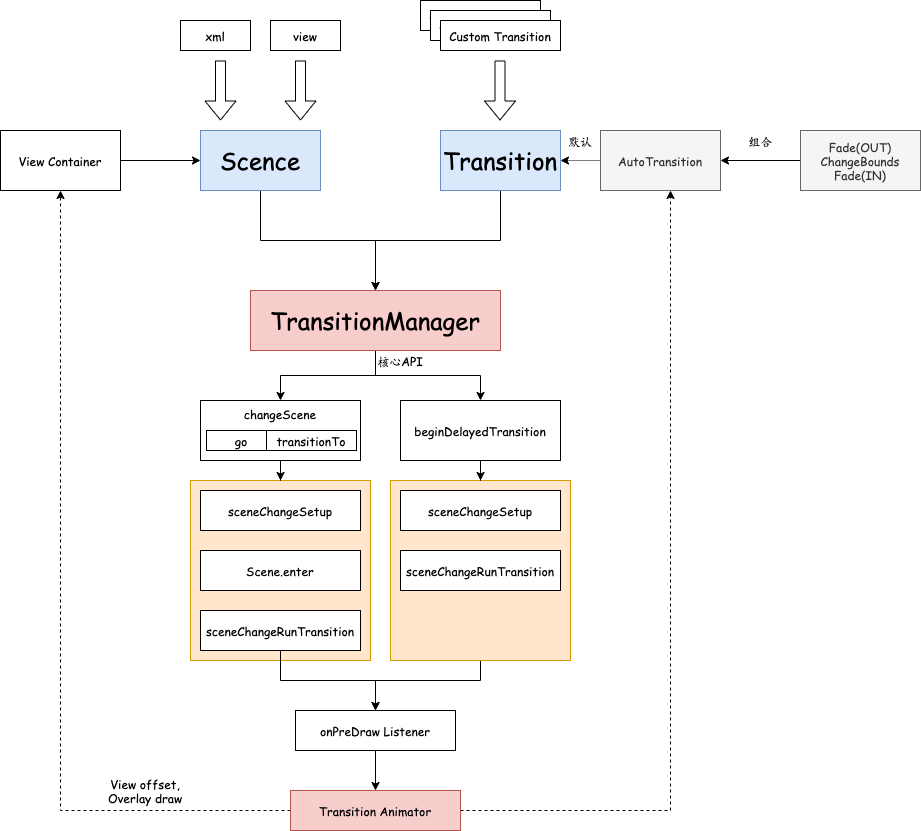 xml
view
Custom Transition
View Container
Scence
Transition
默认
AutoTransition
组合
Fade(OUT)
ChangeBounds
Fade(IN)
TransitionManager
核心API
changeScene
go
transitionTo
beginDelayedTransition
sceneChangeSetup
Scene.enter
sceneChangeRunTransition
sceneChangeSetup
sceneChangeRunTransition
onPreDraw Listener
View offset,
Overlay draw
Transition Animator